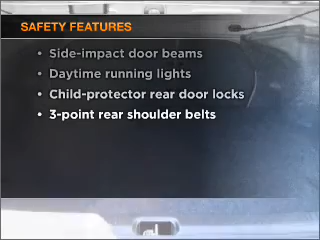 SAFETY FEATURES
• Side-impact door beams
• Daytime running lights
• Child-protector rear door locks
• 3-point rear shoulder belts